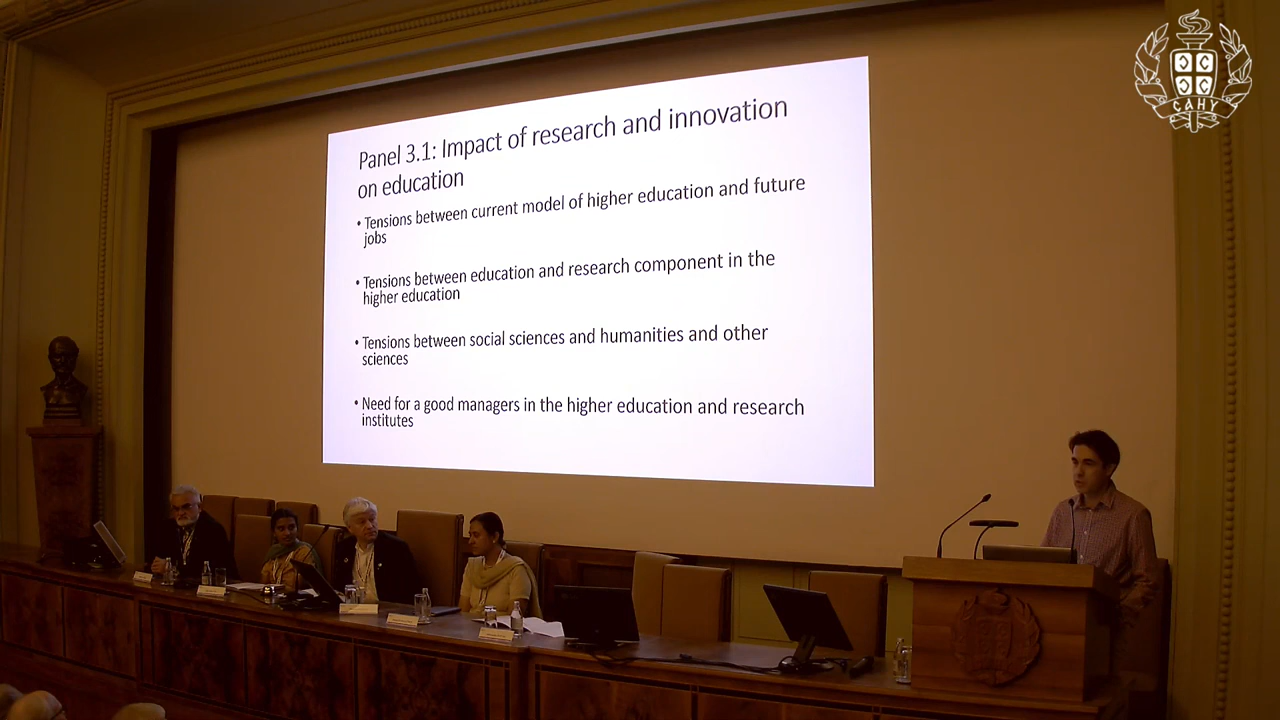 Panel 3.1: Impact of research and innovation
on education
• Tensions between current model of higher education and future
jobs
• Tensions between education and research component in the
higher education
• Tensions between social sciences and humanities and other
sciences
• Need for a good managers in the higher education and research
institutes
САНУ